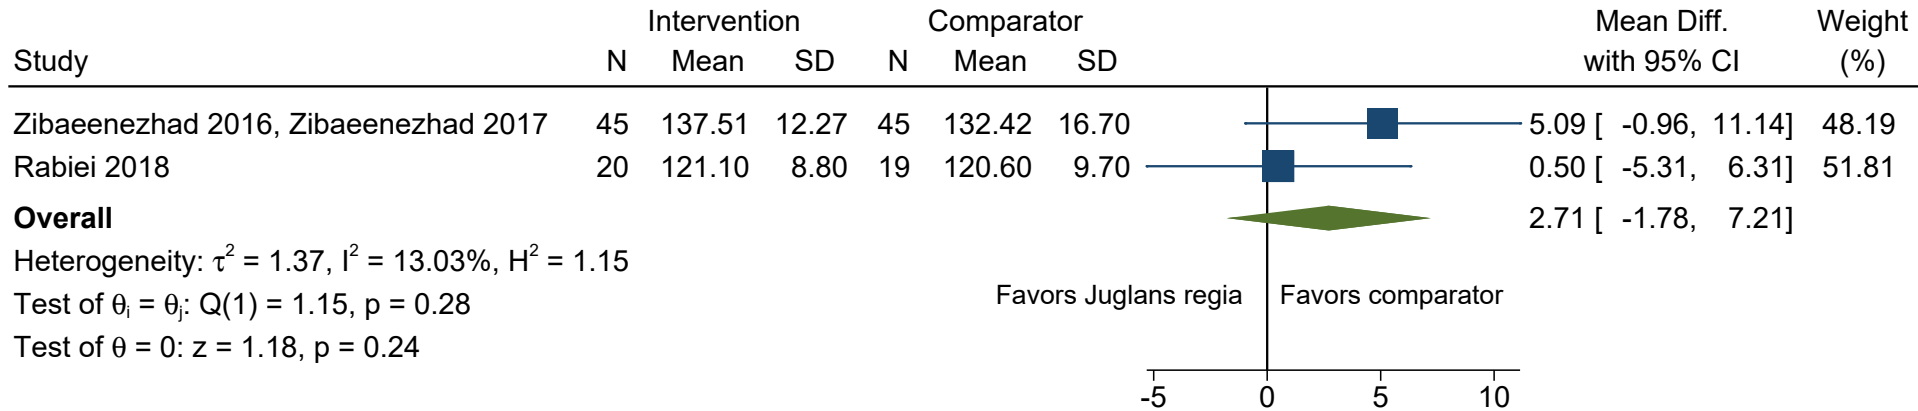 Intervention Comparator Mean Diff. Weight
Study N Mean SD N Mean SD with 95% CI (%)
Zibaeenezhad 2016, Zibaeenezhad 2017 45 137.51 12.27 45 132.42 16.70 5.09 [ -0.96, 11.14] 48.19
Rabiei 2018 20 121.10 8.80 19 120.60 9.70 0.50 [ -5.31, 6.31] 51.81
Overall 2.71 [ -1.78, 7.21]
Heterogeneity: τ² = 1.37, I² = 13.03%, H² = 1.15
Favors Juglans regia Favors comparator
Test of θᵢ = θⱼ: Q(1) = 1.15, p = 0.28
Test of θ = 0: z = 1.18, p = 0.24
-5 0 5 10